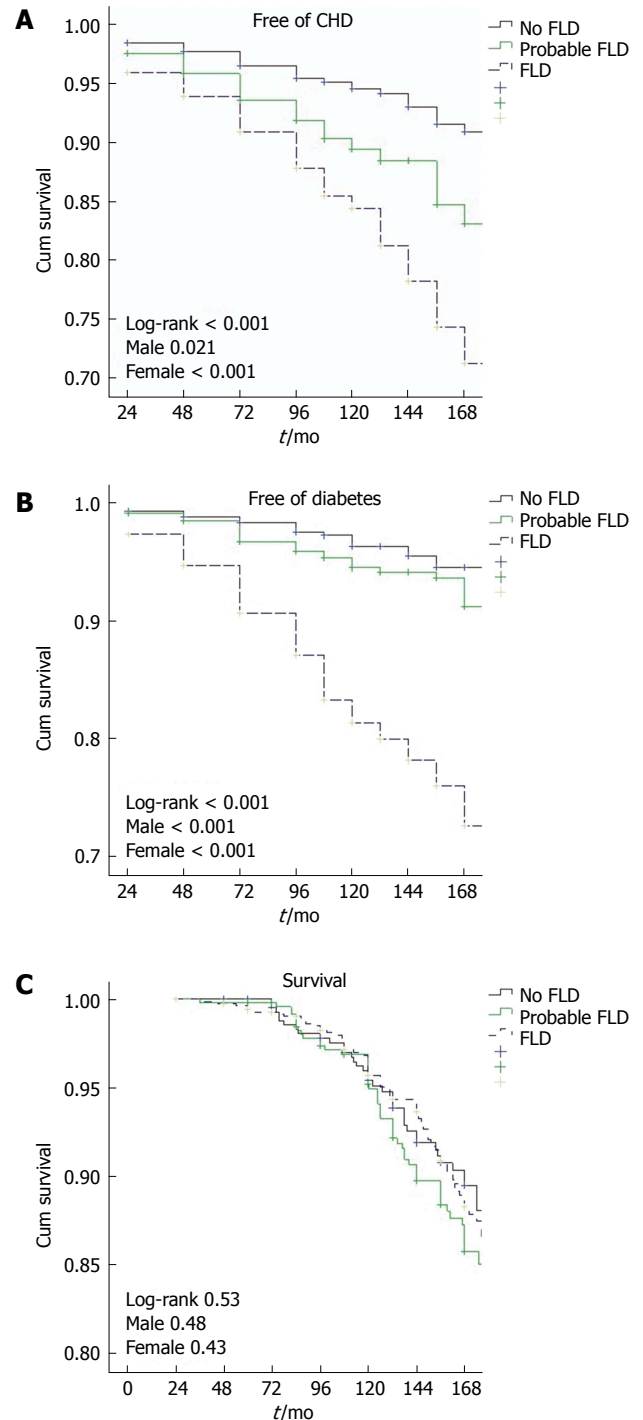 A
Free of CHD
No FLD
Probable FLD
FLD
1.00
0.95
0.90
0.85
0.80
0.75
0.70
Cum survival
Log-rank < 0.001
Male 0.021
Female < 0.001
24 48 72 96 120 144 168
t/mo
B
Free of diabetes
No FLD
Probable FLD
FLD
1.0
0.9
0.8
0.7
Cum survival
Log-rank < 0.001
Male < 0.001
Female < 0.001
24 48 72 96 120 144 168
t/mo
C
Survival
No FLD
Probable FLD
FLD
1.00
0.95
0.90
0.85
0.80
Cum survival
Log-rank 0.53
Male 0.48
Female 0.43
0 24 48 72 96 120 144 168
t/mo